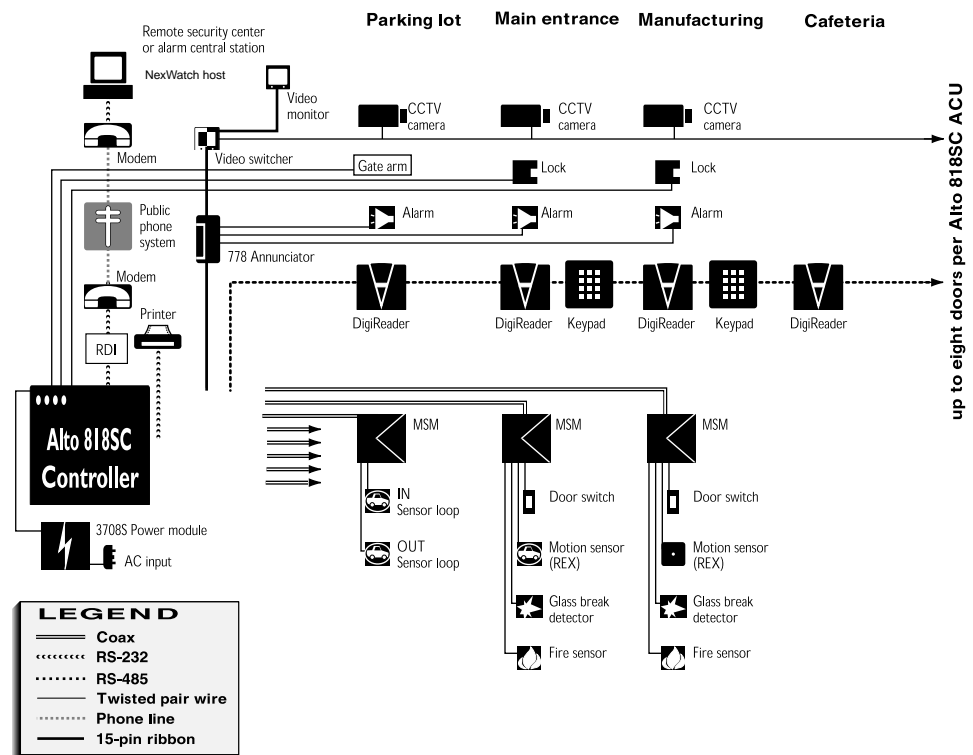 Parking lot
Main entrance
Manufacturing
Cafeteria
Remote security center
or alarm central station
NexWatch host
Video
monitor
CCTV
camera
CCTV
camera
CCTV
camera
Modem
Video switcher
Gate arm
Lock
Lock
Public
phone
system
Alarm
Alarm
Alarm
778 Annunciator
Modem
Printer
DigiReader
DigiReader
Keypad
DigiReader
Keypad
DigiReader
RDI
up to eight doors per Alto 818SC ACU
Alto 818SC
Controller
MSM
MSM
MSM
IN
Sensor loop
Door switch
Door switch
3708S Power module
AC input
OUT
Sensor loop
Motion sensor
(REX)
Motion sensor
(REX)
Glass break
detector
Glass break
detector
Fire sensor
Fire sensor
LEGEND
Coax
RS-232
RS-485
Twisted pair wire
Phone line
15-pin ribbon